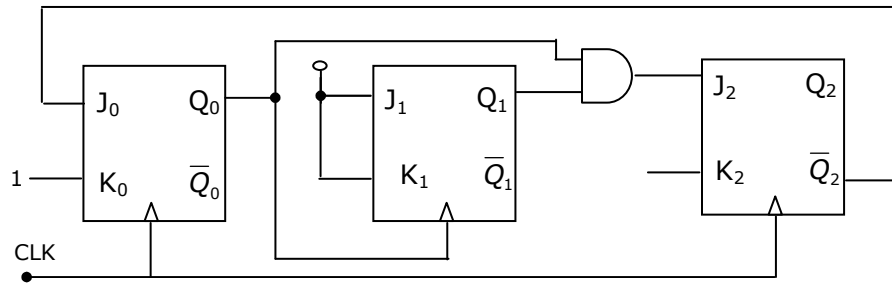 J₀ Q₀
1 K₀ Q̅₀
J₁ Q₁
K₁ Q̅₁
J₂ Q₂
K₂ Q̅₂
CLK